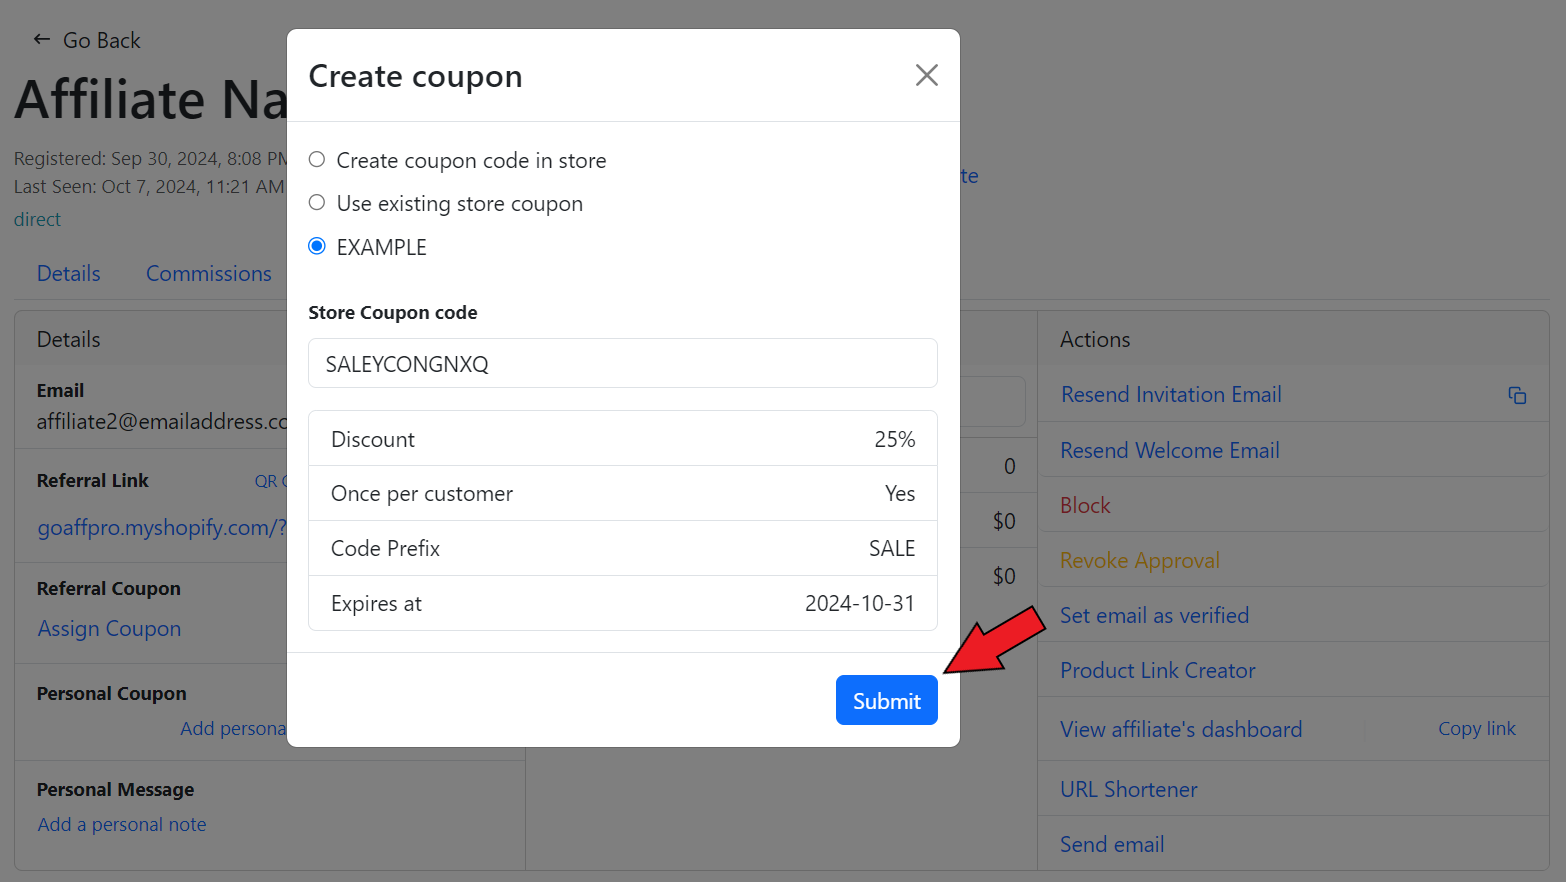 Go Back
Affiliate Na
Registered: Sep 30, 2024, 8:08 PM
Last Seen: Oct 7, 2024, 11:21 AM
direct
Details
Commissions
Details
Email
affiliate2@emailaddress.co
Referral Link
QR
goaffpro.myshopify.com/?
Referral Coupon
Assign Coupon
Personal Coupon
Add persona
Personal Message
Add a personal note
Create coupon
Create coupon code in store
Use existing store coupon
EXAMPLE
Store Coupon code
SALEYCONGNXQ
Discount 25%
Once per customer Yes
Code Prefix SALE
Expires at 2024-10-31
Submit
te
0
$0
$0
Actions
Resend Invitation Email
Resend Welcome Email
Block
Revoke Approval
Set email as verified
Product Link Creator
View affiliate's dashboard Copy link
URL Shortener
Send email